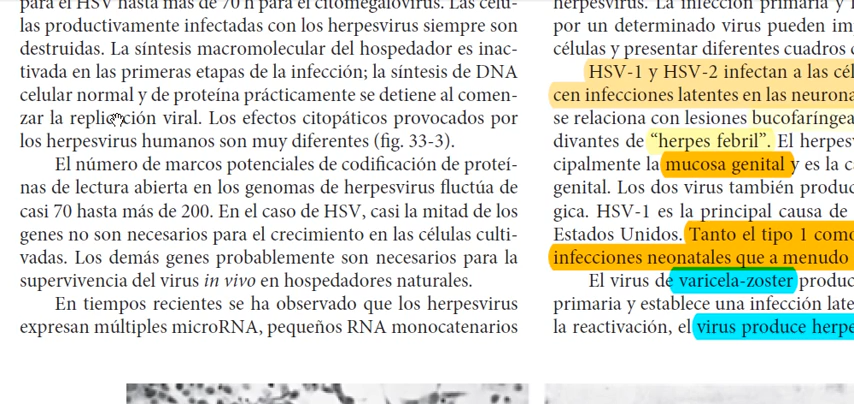 para el HSV hasta más de 70 h para el citomegalovirus. Las célu-
las productivamente infectadas con los herpesvirus siempre son
destruidas. La síntesis macromolecular del hospedador es inac-
tivada en las primeras etapas de la infección; la síntesis de DNA
celular normal y de proteína prácticamente se detiene al comen-
zar la replicación viral. Los efectos citopáticos provocados por
los herpesvirus humanos son muy diferentes (fig. 33-3).
El número de marcos potenciales de codificación de proteí-
nas de lectura abierta en los genomas de herpesvirus fluctúa de
casi 70 hasta más de 200. En el caso de HSV, casi la mitad de los
genes no son necesarios para el crecimiento en las células culti-
vadas. Los demás genes probablemente son necesarios para la
supervivencia del virus in vivo en hospedadores naturales.
En tiempos recientes se ha observado que los herpesvirus
expresan múltiples microRNA, pequeños RNA monocatenarios
herpesvirus. La infección primaria y
por un determinado virus pueden im
células y presentar diferentes cuadros
HSV-1 y HSV-2 infectan a las cél
cen infecciones latentes en las neurona
se relaciona con lesiones bucofaríngea
divantes de “herpes febril”. El herpes
cipalmente la mucosa genital y es la c
genital. Los dos virus también produc
gica. HSV-1 es la principal causa de
Estados Unidos. Tanto el tipo 1 como
infecciones neonatales que a menudo
El virus de varicela-zoster produc
primaria y establece una infección late
la reactivación, el virus produce herpe